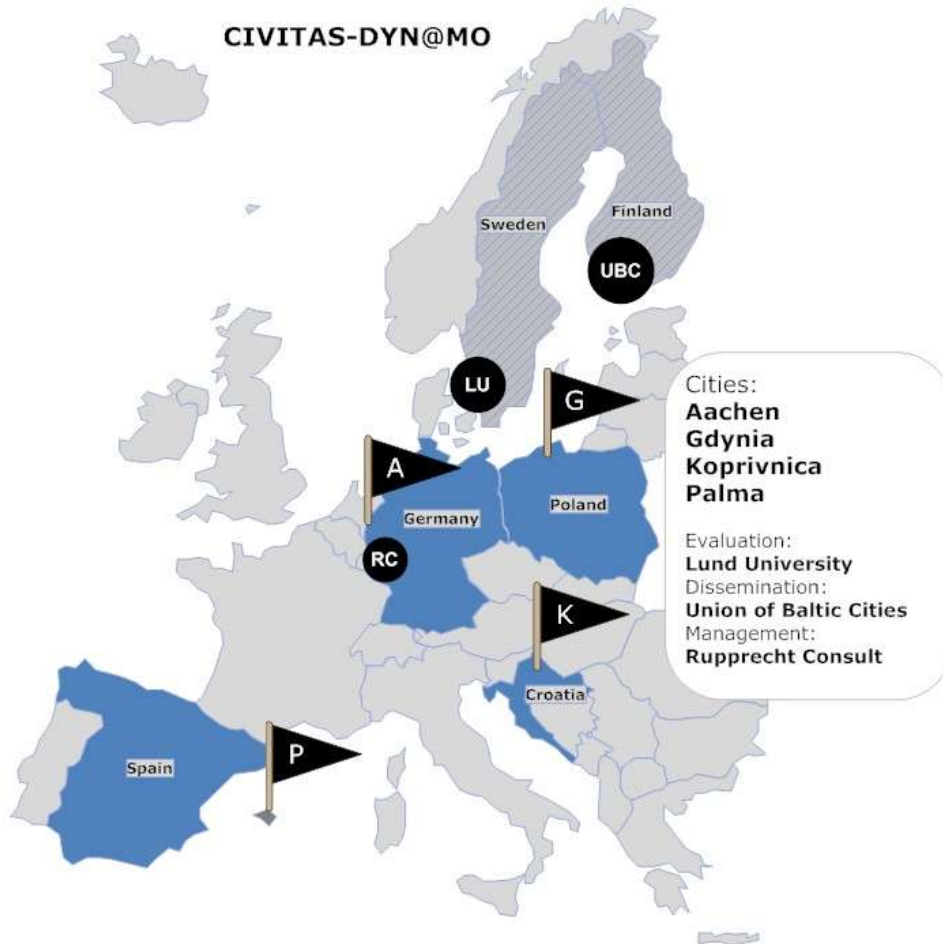 CIVITAS-DYN@MO
Sweden
Finland
UBC
LU
G
A
Germany
Poland
RC
K
Croatia
P
Spain
Cities:
Aachen
Gdynia
Koprivnica
Palma
Evaluation:
Lund University
Dissemination:
Union of Baltic Cities
Management:
Rupprecht Consult